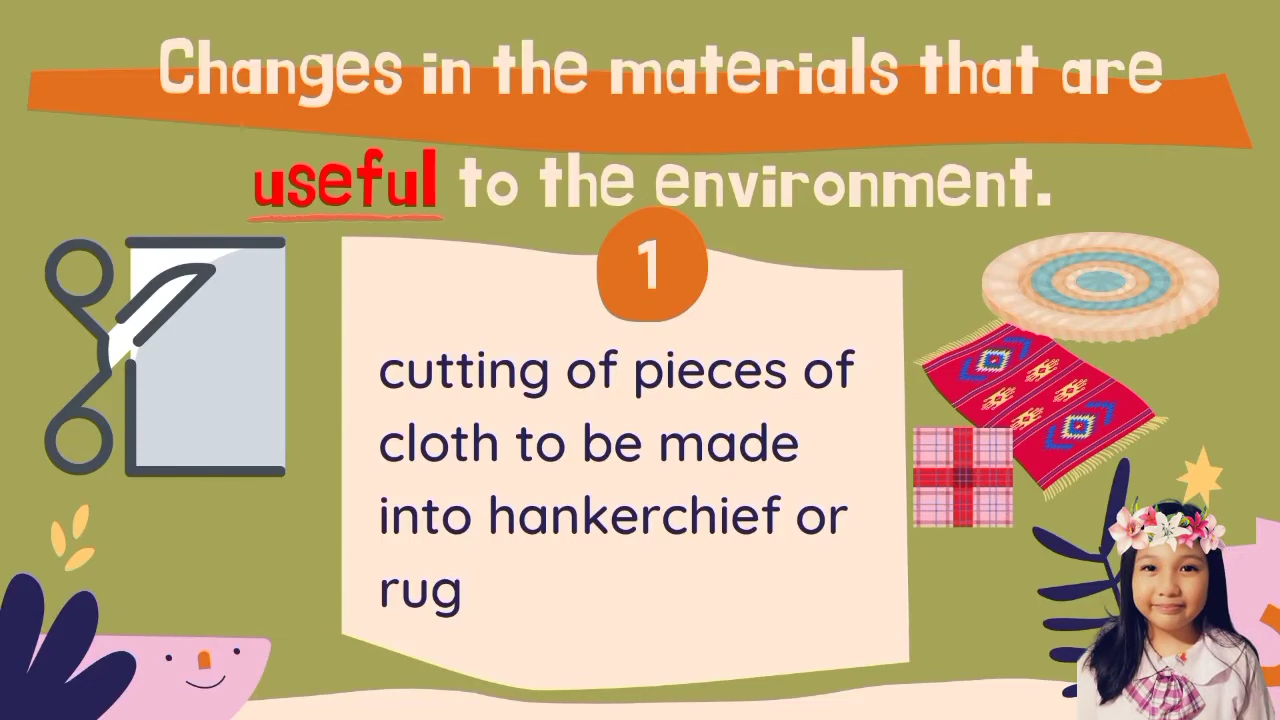 Changes in the materials that are
useful to the environment.
1
cutting of pieces of
cloth to be made
into hankerchief or
rug